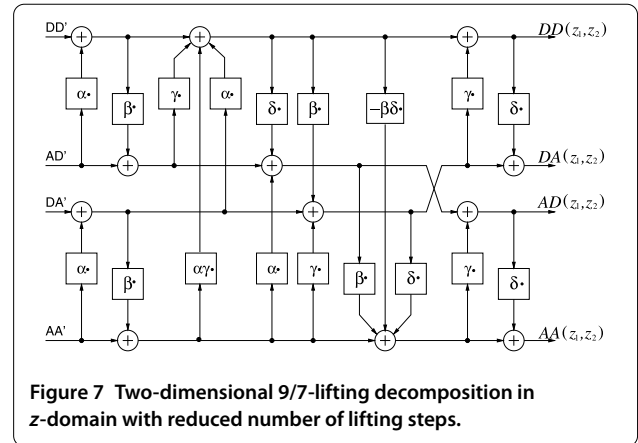 DD' DD(z₁,z₂)
α• γ• α• γ•
β• δ• β• -βδ• δ•
AD' DA(z₁,z₂)
DA' AD(z₁,z₂)
α• αγ• α• γ• γ•
β• β• δ• δ•
AA' AA(z₁,z₂)
Figure 7 Two-dimensional 9/7-lifting decomposition in
z-domain with reduced number of lifting steps.